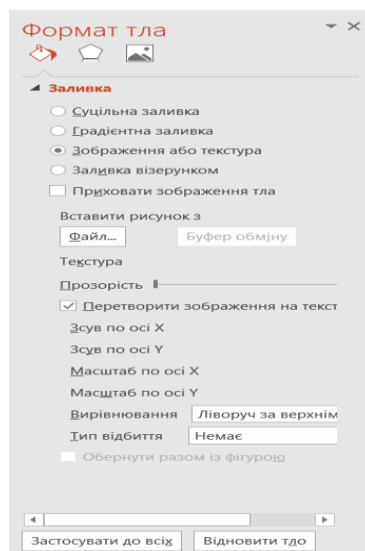 Формат тла
Заливка
Суцільна заливка
Градієнтна заливка
Зображення або текстура
Заливка візерунком
Приховати зображення тла
Вставити рисунок з
Файл... Буфер обміну
Текстура
Прозорість
Перетворити зображення на текст
Зсув по осі X
Зсув по осі Y
Масштаб по осі X
Масштаб по осі Y
Вирівнювання Ліворуч за верхнім
Тип відбиття Немає
Обернути разом із фігурою
Застосувати до всіх Відновити тло